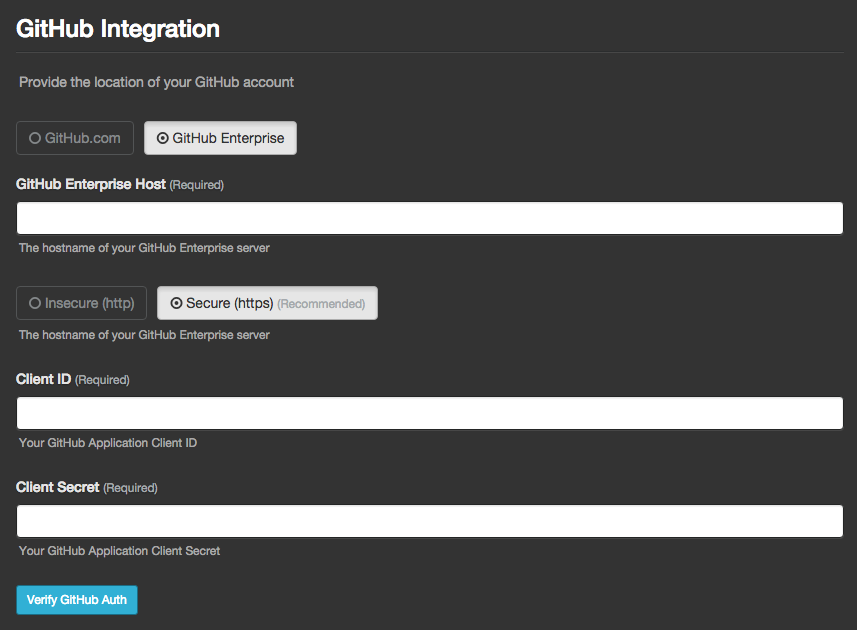 GitHub Integration
Provide the location of your GitHub account
GitHub.com GitHub Enterprise
GitHub Enterprise Host (Required)
The hostname of your GitHub Enterprise server
Insecure (http) Secure (https) (Recommended)
The hostname of your GitHub Enterprise server
Client ID (Required)
Your GitHub Application Client ID
Client Secret (Required)
Your GitHub Application Client Secret
Verify GitHub Auth